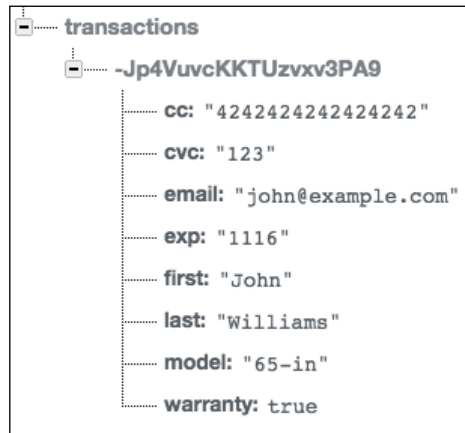 transactions
-Jp4VuvcKKTUzvxv3PA9
cc: "4242424242424242"
cvc: "123"
email: "john@example.com"
exp: "1116"
first: "John"
last: "Williams"
model: "65-in"
warranty: true